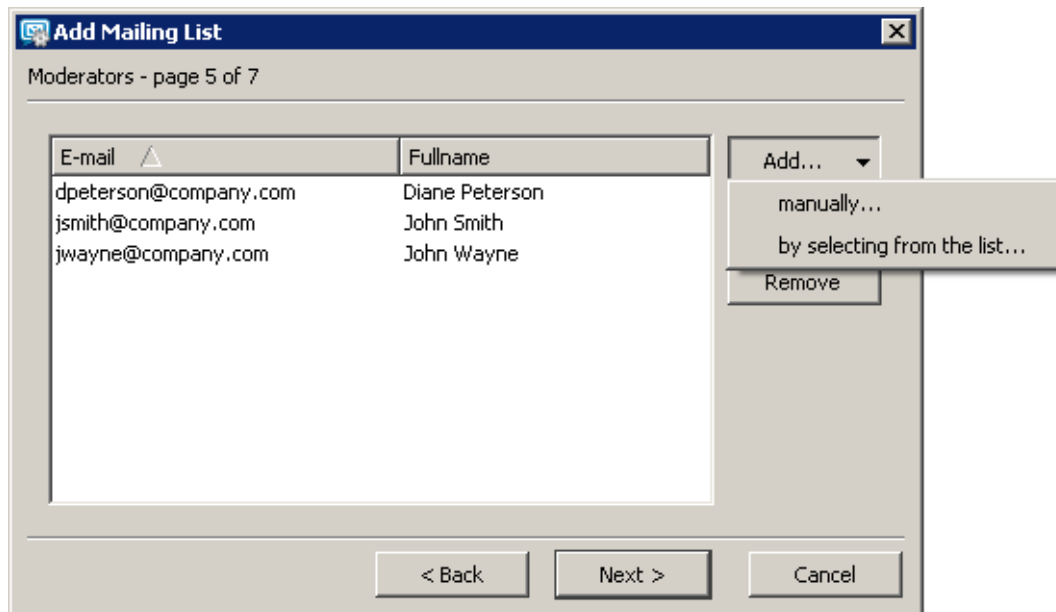 Add Mailing List
Moderators - page 5 of 7
E-mail Fullname
dpeterson@company.com Diane Peterson
jsmith@company.com John Smith
jwayne@company.com John Wayne
Add...
manually...
by selecting from the list...
Remove
< Back Next > Cancel